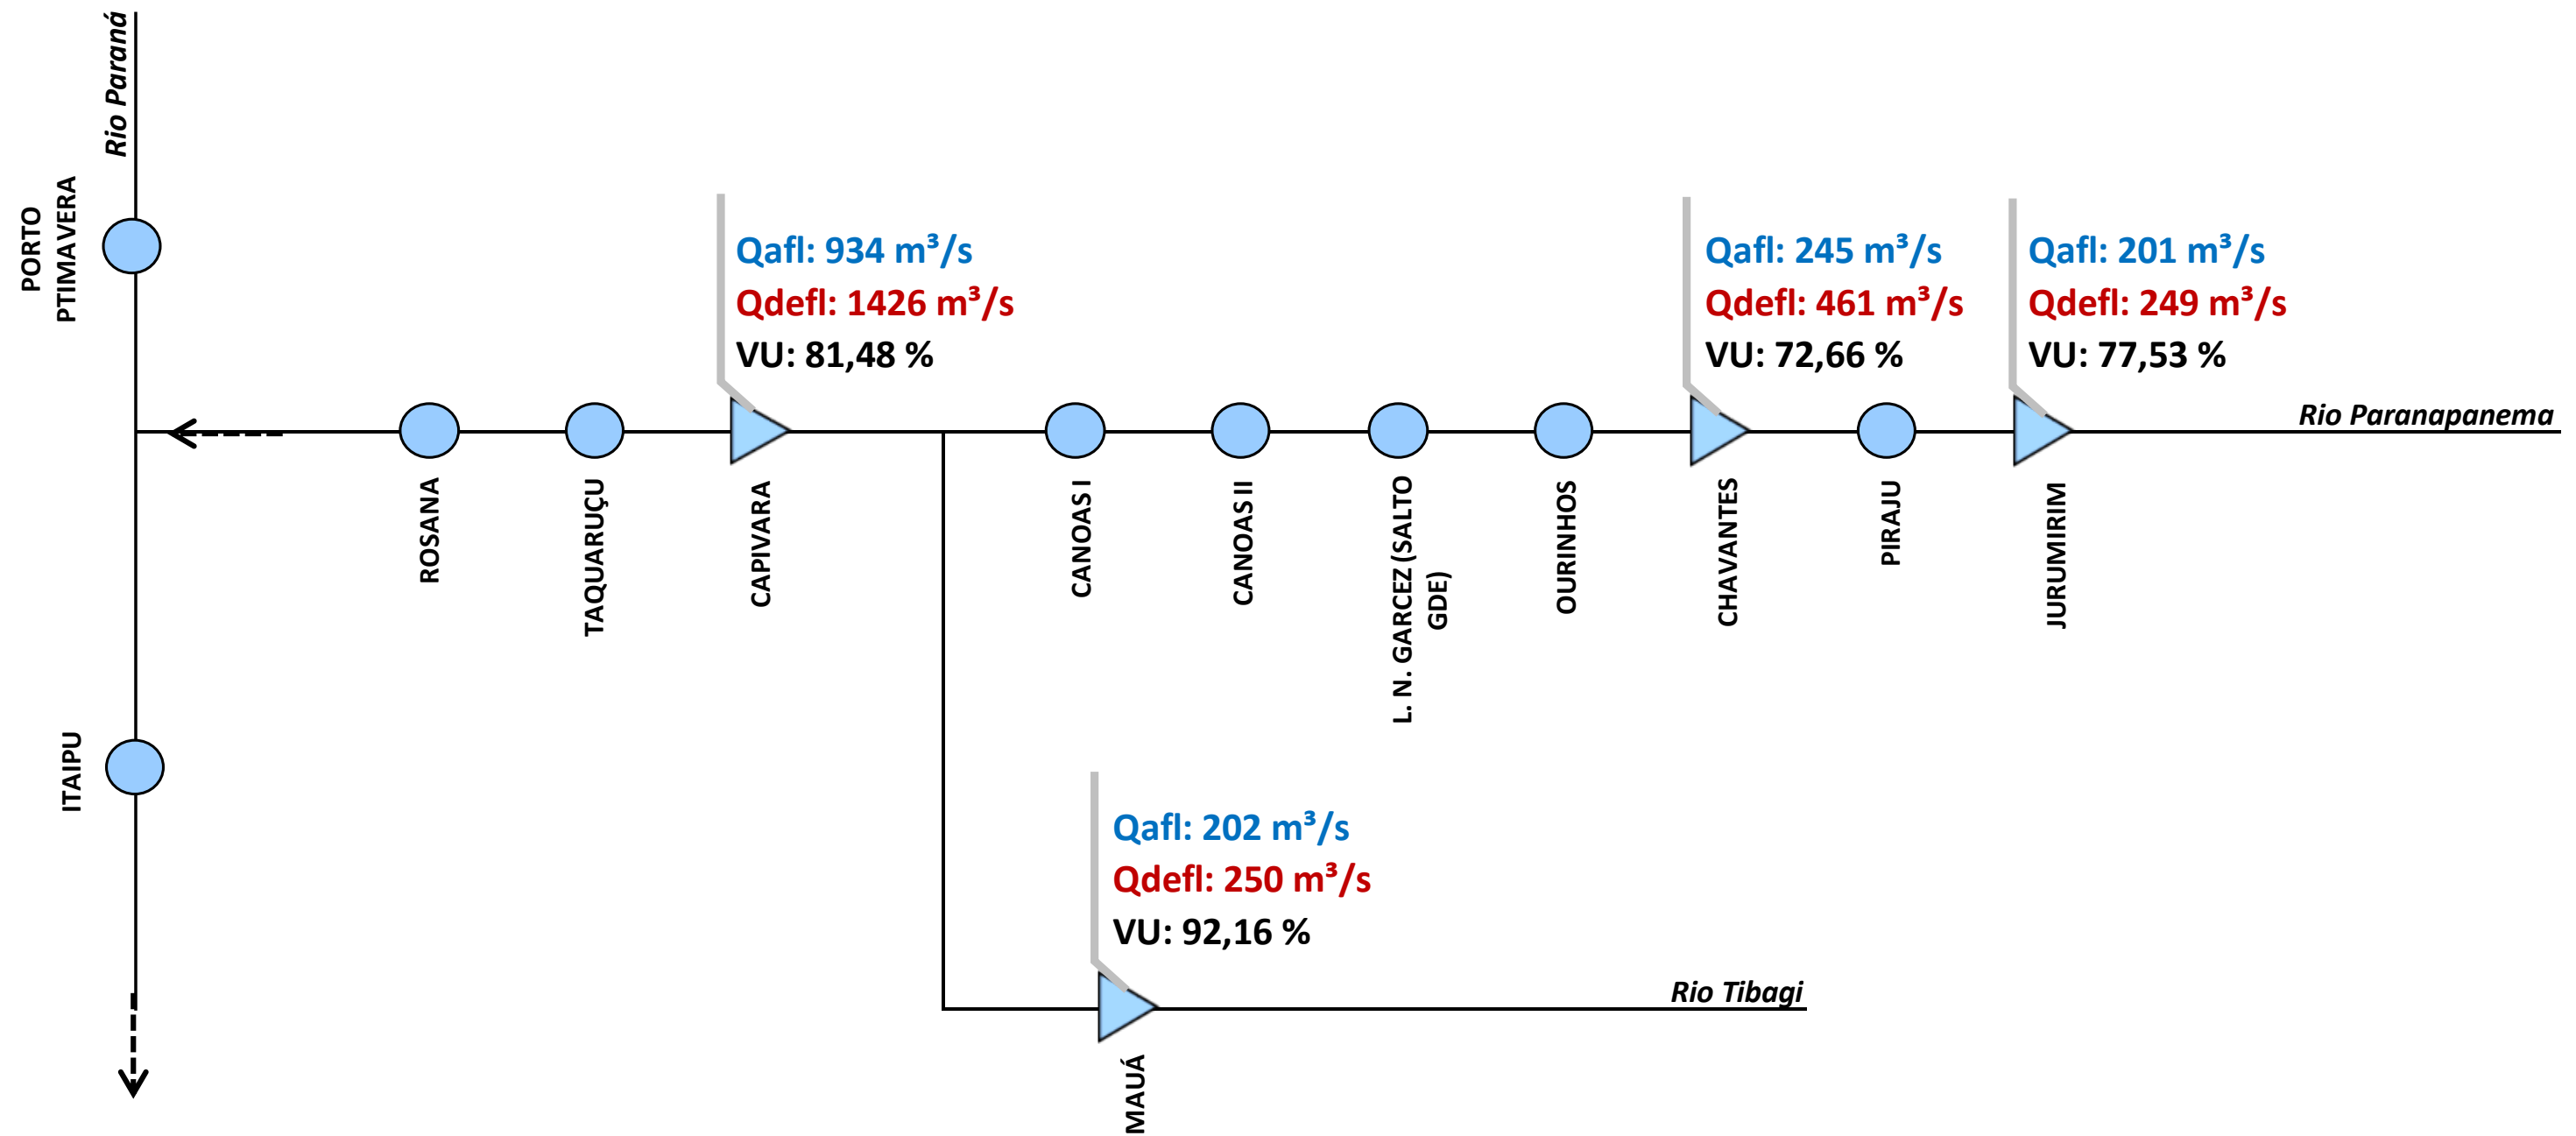 Rio Paraná
PORTO
PTIMAVERA
Qafl: 934 m³/s
Qdefl: 1426 m³/s
VU: 81,48 %
Qafl: 245 m³/s
Qdefl: 461 m³/s
VU: 72,66 %
Qafl: 201 m³/s
Qdefl: 249 m³/s
VU: 77,53 %
Rio Paranapanema
ROSANA
TAQUARUÇU
CAPIVARA
CANOAS I
CANOAS II
L. N. GARCEZ (SALTO
GDE)
OURINHOS
CHAVANTES
PIRAJU
JURUMIRIM
ITAIPU
Qafl: 202 m³/s
Qdefl: 250 m³/s
VU: 92,16 %
Rio Tibagi
MAUÁ